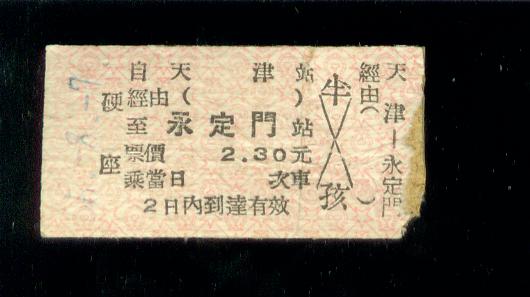 自天津站
經由( )
至永定門站
硬座
票價 2.30元
乘當日 次車
2日內到達有效
半孩
經由( )
天津—永定門